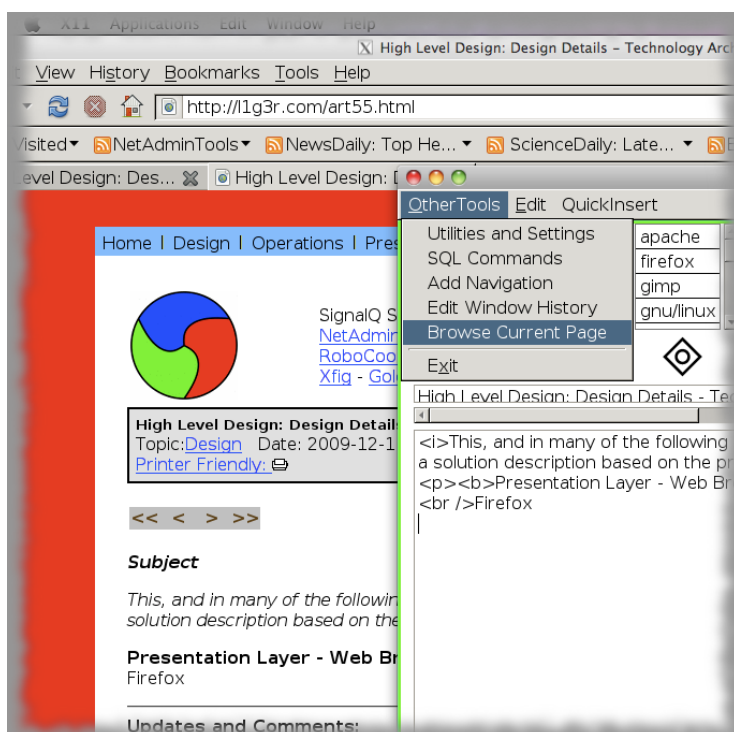 X11 Applications Edit Window Help
X High Level Design: Design Details – Technology Arc
View History Bookmarks Tools Help
http://l1g3r.com/art55.html
Visited NetAdminTools NewsDaily: Top He... ScienceDaily: Late...
evel Design: Des... High Level Design:
OtherTools Edit QuickInsert
Utilities and Settings
SQL Commands
Add Navigation
Edit Window History
Browse Current Page
Exit
apache
firefox
gimp
gnu/linux
Home | Design | Operations | Pres
SignalQ S
NetAdmin
RoboCoo
Xfig - Gol
High Level Design: Design Detail
Topic:Design Date: 2009-12-1
Printer Friendly:
<< < > >>
Subject
This, and in many of the followin
solution description based on the
Presentation Layer - Web Br
Firefox
Updates and Comments:
High Level Design: Design Details - Te
<i>This, and in many of the following
a solution description based on the pr
<p><b>Presentation Layer - Web Br
<br />Firefox